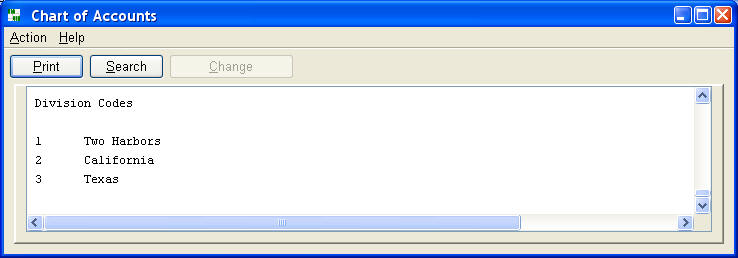 Chart of Accounts
Action Help
Print Search Change
Division Codes
1 Two Harbors
2 California
3 Texas